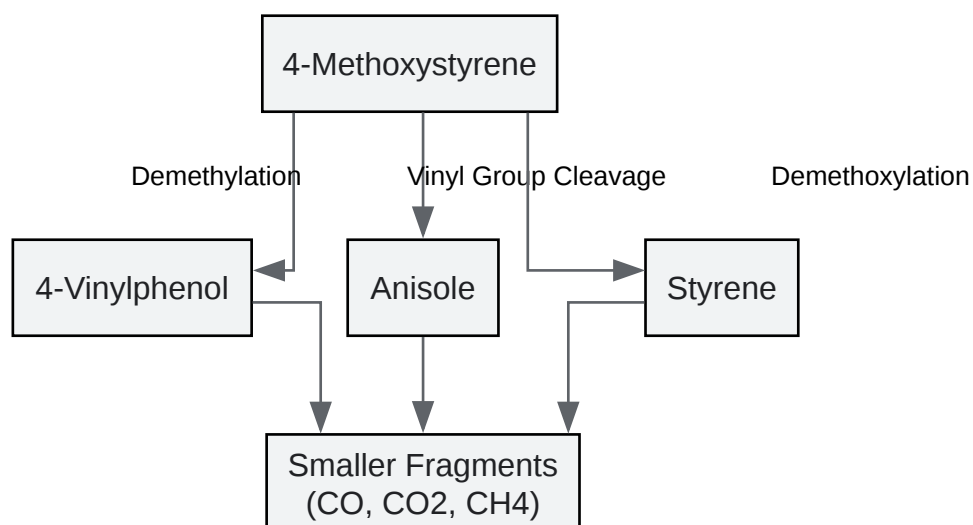 4-Methoxystyrene
Demethylation
Vinyl Group Cleavage
Demethoxylation
4-Vinylphenol
Anisole
Styrene
Smaller Fragments
(CO, CO2, CH4)